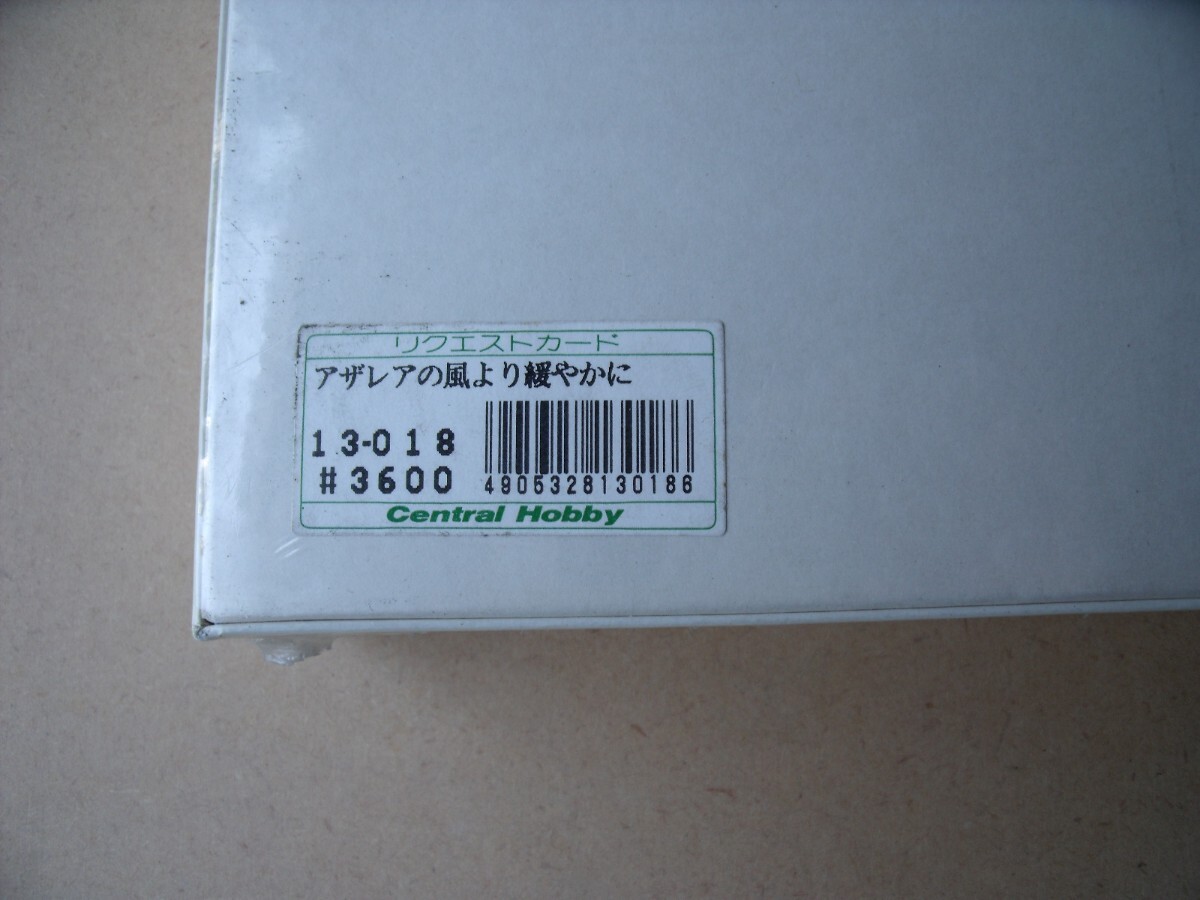 リクエストカード
アザレアの風より緩やかに
13-018
#3600
4905328130186
Central Hobby